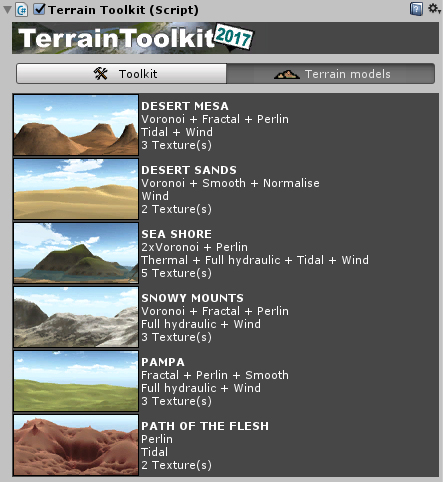 Terrain Toolkit (Script)
TerrainToolkit 2017
Toolkit
Terrain models
DESERT MESA
Voronoi + Fractal + Perlin
Tidal + Wind
3 Texture(s)
DESERT SANDS
Voronoi + Smooth + Normalise
Wind
2 Texture(s)
SEA SHORE
2xVoronoi + Perlin
Thermal + Full hydraulic + Tidal + Wind
5 Texture(s)
SNOWY MOUNTS
Voronoi + Fractal + Perlin
Full hydraulic + Wind
3 Texture(s)
PAMPA
Fractal + Perlin + Smooth
Full hydraulic + Wind
3 Texture(s)
PATH OF THE FLESH
Perlin
Tidal
2 Texture(s)